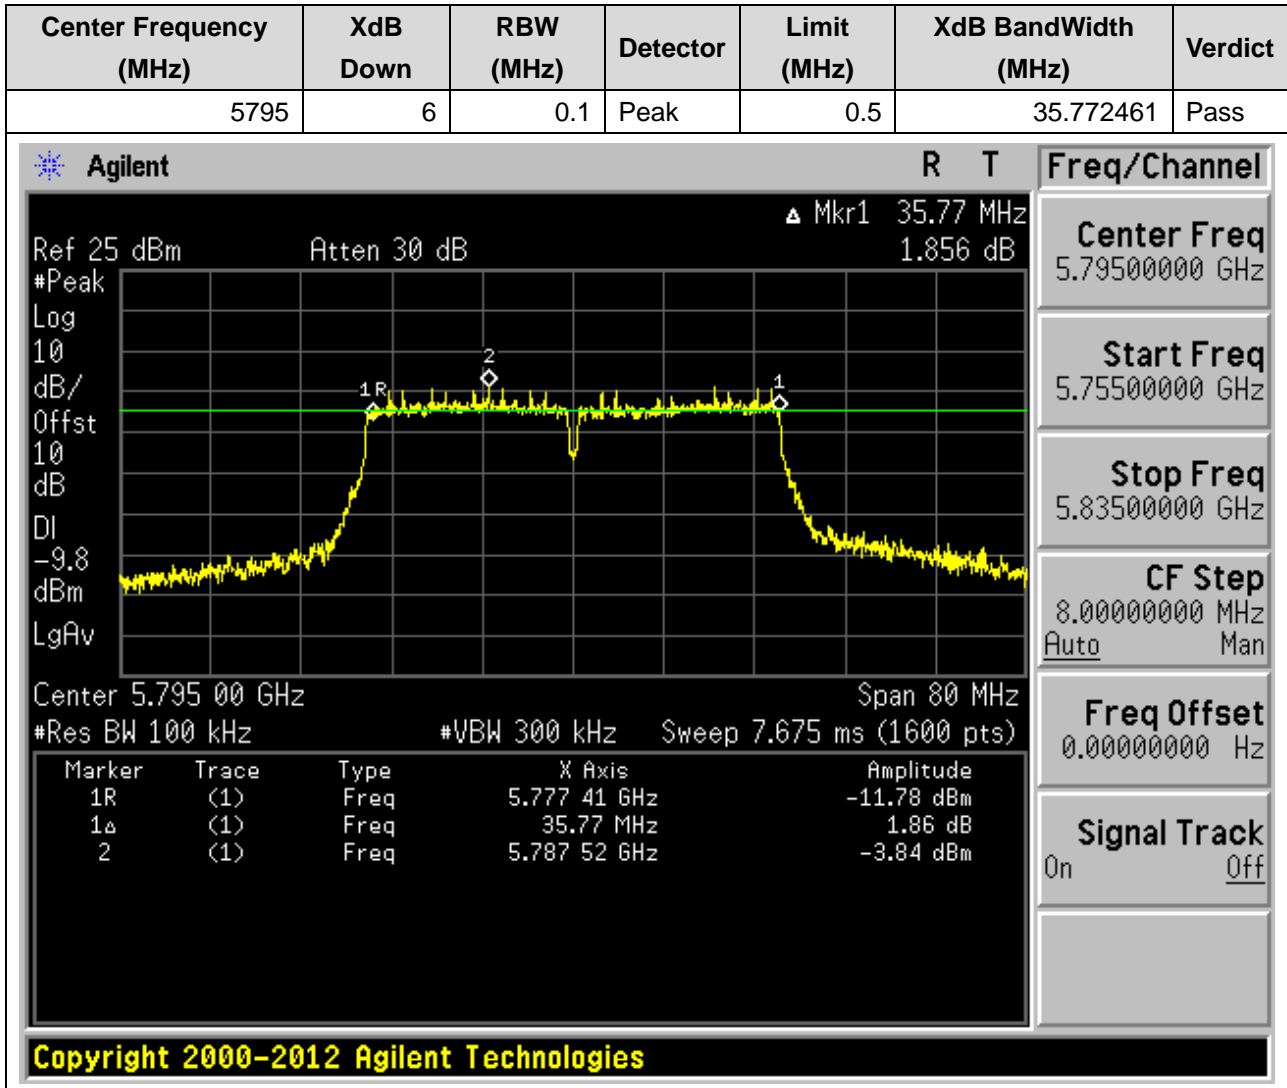 Center Frequency (MHz) XdB Down RBW (MHz) Detector Limit (MHz) XdB BandWidth (MHz) Verdict
5795 6 0.1 Peak 0.5 35.772461 Pass
Agilent R T
Δ Mkr1 35.77 MHz
Ref 25 dBm Atten 30 dB 1.856 dB
#Peak
Log
10
dB/
Offst
10
dB
DI
-9.8
dBm
LgAv
1R
2
1
Center 5.795 00 GHz Span 80 MHz
#Res BW 100 kHz #VBW 300 kHz Sweep 7.675 ms (1600 pts)
Marker Trace Type X Axis Amplitude
1R (1) Freq 5.777 41 GHz -11.78 dBm
1Δ (1) Freq 35.77 MHz 1.86 dB
2 (1) Freq 5.787 52 GHz -3.84 dBm
Freq/Channel
Center Freq
5.79500000 GHz
Start Freq
5.75500000 GHz
Stop Freq
5.83500000 GHz
CF Step
8.00000000 MHz
Auto Man
Freq Offset
0.00000000 Hz
Signal Track
On Off
Copyright 2000-2012 Agilent Technologies